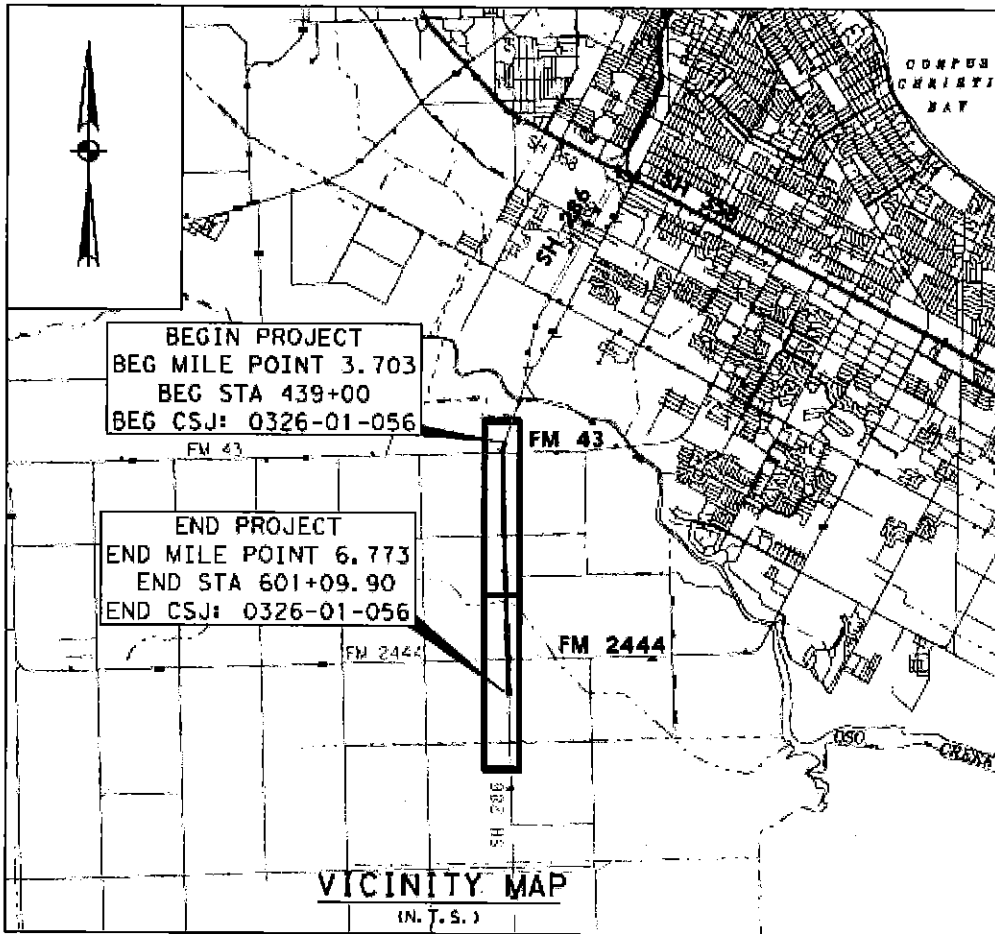 CORPUS
CHRISTI
BAY
SH 358
SH 358
SH 286
BEGIN PROJECT
BEG MILE POINT 3.703
BEG STA 439+00
BEG CSJ: 0326-01-056
FM 43
FM 43
END PROJECT
END MILE POINT 6.773
END STA 601+09.90
END CSJ: 0326-01-056
FM 2444
FM 2444
OSO
CREEK
SH 286
VICINITY MAP
(N.T.S.)